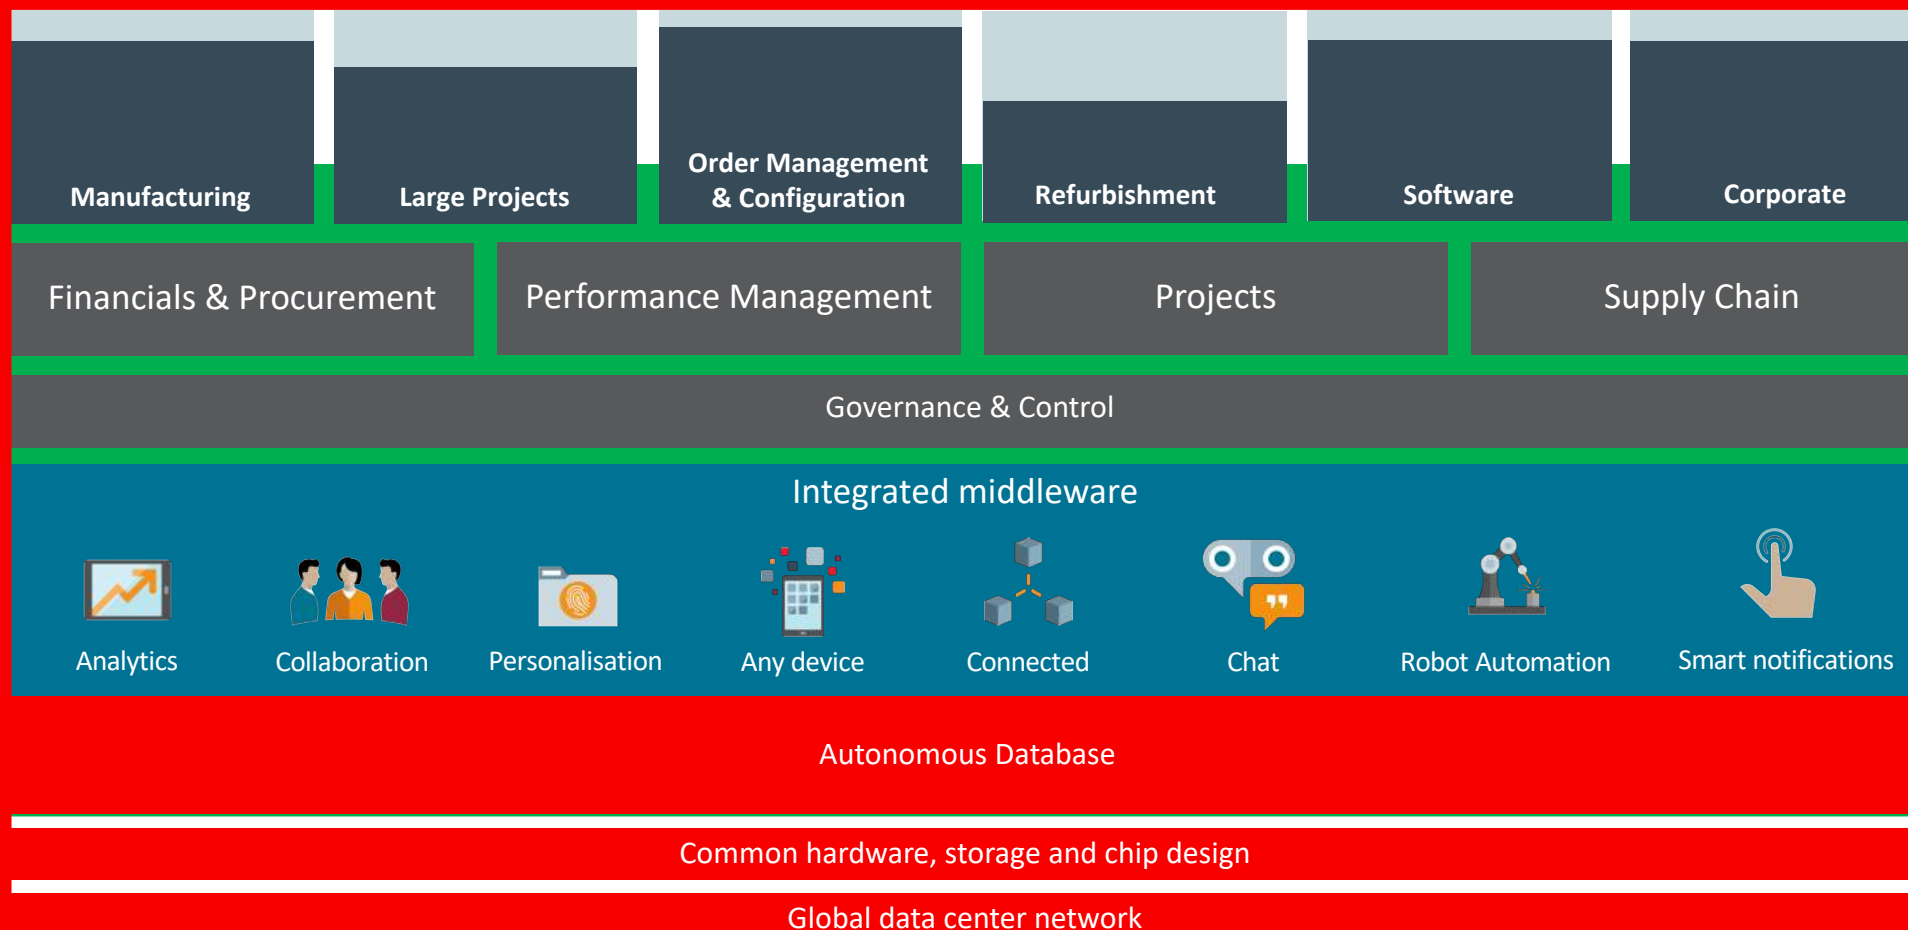 Manufacturing
Large Projects
Order Management
& Configuration
Refurbishment
Software
Corporate
Financials & Procurement
Performance Management
Projects
Supply Chain
Governance & Control
Integrated middleware
Analytics
Collaboration
Personalisation
Any device
Connected
Chat
Robot Automation
Smart notifications
Autonomous Database
Common hardware, storage and chip design
Global data center network